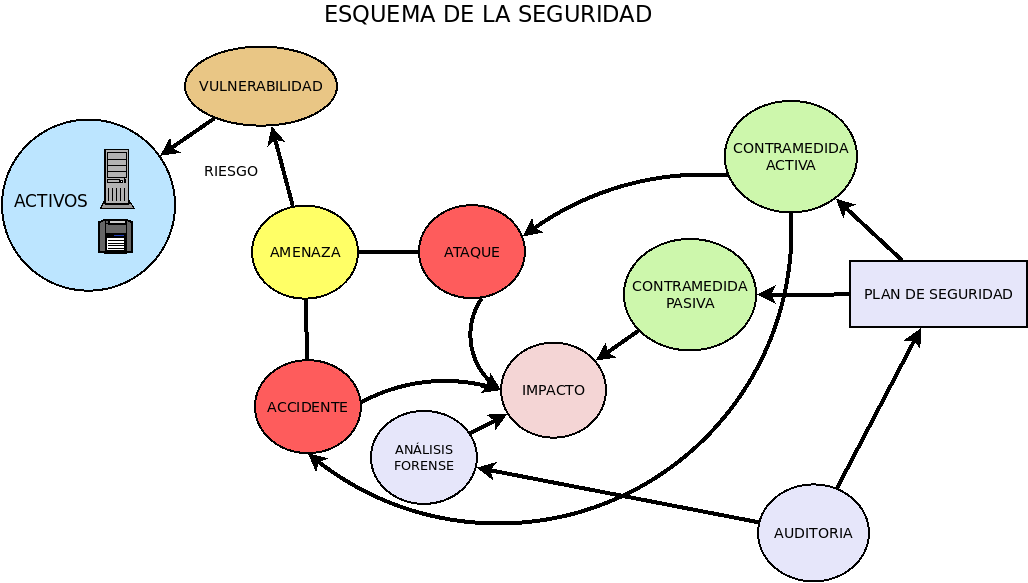 ESQUEMA DE LA SEGURIDAD
VULNERABILIDAD
CONTRAMEDIDA
ACTIVA
RIESGO
ACTIVOS
AMENAZA
ATAQUE
CONTRAMEDIDA
PASIVA
PLAN DE SEGURIDAD
IMPACTO
ACCIDENTE
ANÁLISIS
FORENSE
AUDITORIA